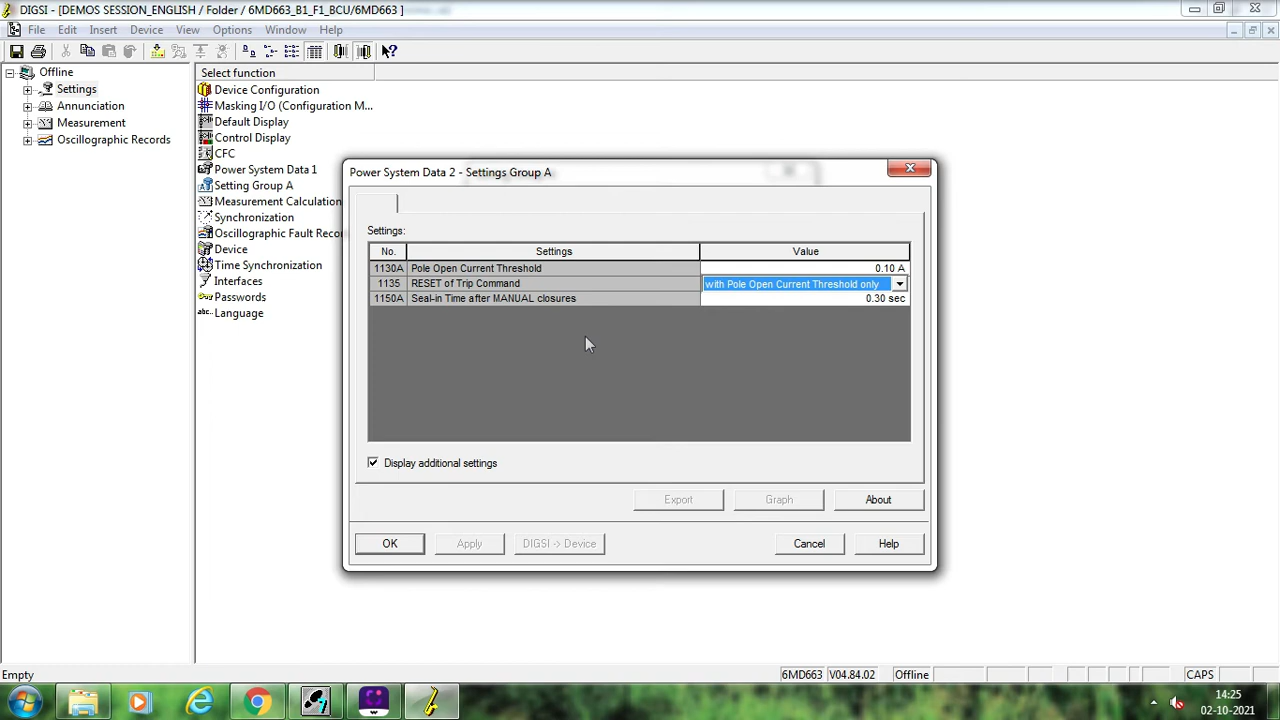 DIGSI - [DEMOS SESSION_ENGLISH / Folder / 6MD663_B1_F1_BCU/6MD663 ]
File Edit Insert Device View Options Window Help
Offline
Settings
Annunciation
Measurement
Oscillographic Records
Select function
Device Configuration
Masking I/O (Configuration M...
Default Display
Control Display
CFC
Power System Data 1
Setting Group A
Measurement Calculation
Synchronization
Oscillographic Fault Reco
Device
Time Synchronization
Interfaces
Passwords
Language
Power System Data 2 - Settings Group A
Settings:
No. Settings Value
1130A Pole Open Current Threshold 0.10 A
1135 RESET of Trip Command with Pole Open Current Threshold only
1150A Seal-in Time after MANUAL closures 0.30 sec
Display additional settings
Export Graph About
OK Apply DIGSI -> Device Cancel Help
Empty 6MD663 V04.84.02 Offline CAPS
14:25
02-10-2021